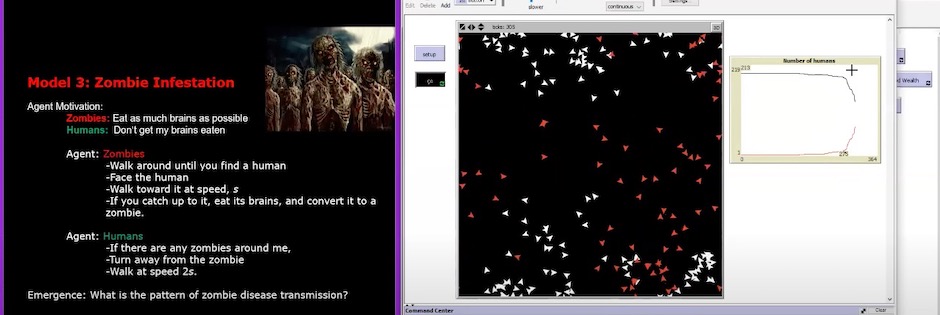 Model 3: Zombie Infestation
Agent Motivation:
Zombies: Eat as much brains as possible
Humans: Don't get my brains eaten
Agent: Zombies
-Walk around until you find a human
-Face the human
-Walk toward it at speed, s
-If you catch up to it, eat its brains, and convert it to a
zombie.
Agent: Humans
-If there are any zombies around me,
-Turn away from the zombie
-Walk at speed 2s.
Emergence: What is the pattern of zombie disease transmission?
Edit Delete Add
slower
continuous
ticks: 305
3D
setup
go
Number of humans
219
213
1
0
275
364
d Wealth
Command Center
Clear